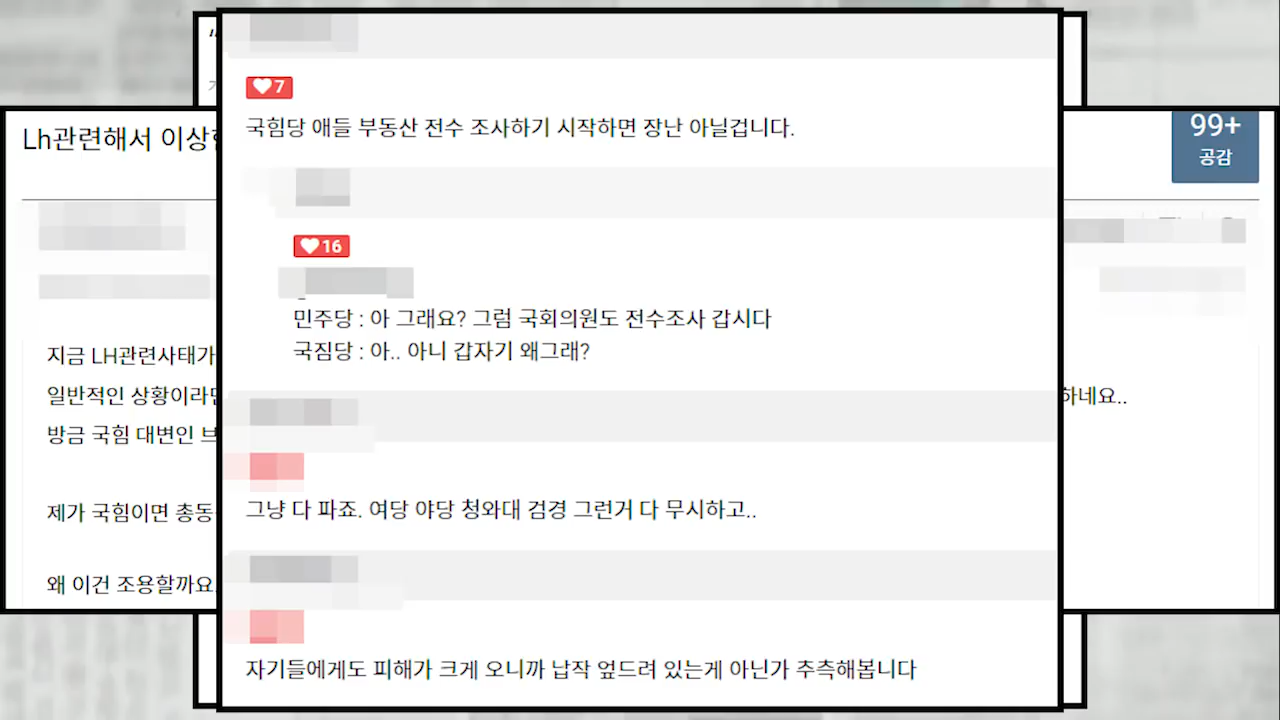 7
국힘당 애들 부동산 전수 조사하기 시작하면 장난 아닐겁니다.
16
민주당 : 아 그래요? 그럼 국회의원도 전수조사 갑시다
국짐당 : 아.. 아니 갑자기 왜그래?
그냥 다 파죠. 여당 야당 청와대 검경 그런거 다 무시하고..
자기들에게도 피해가 크게 오니까 납작 엎드려 있는게 아닌가 추측해봅니다
Lh관련해서
99+
공감
지금 LH관련사태가
일반적인 상황이라면
하네요..
방금 국힘 대변인
제가 국힘이면
왜 이건 조용할까요